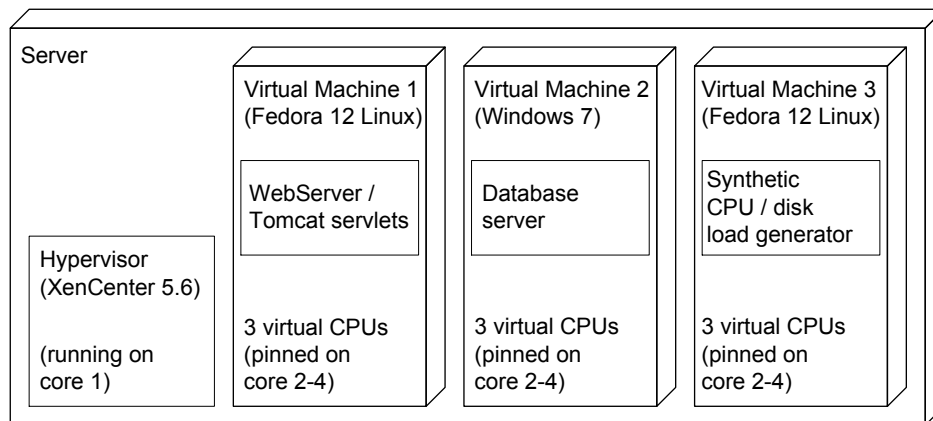 Server
Hypervisor
(XenCenter 5.6)
(running on
core 1)
Virtual Machine 1
(Fedora 12 Linux)
WebServer /
Tomcat servlets
3 virtual CPUs
(pinned on
core 2-4)
Virtual Machine 2
(Windows 7)
Database
server
3 virtual CPUs
(pinned on
core 2-4)
Virtual Machine 3
(Fedora 12 Linux)
Synthetic
CPU / disk
load generator
3 virtual CPUs
(pinned on
core 2-4)